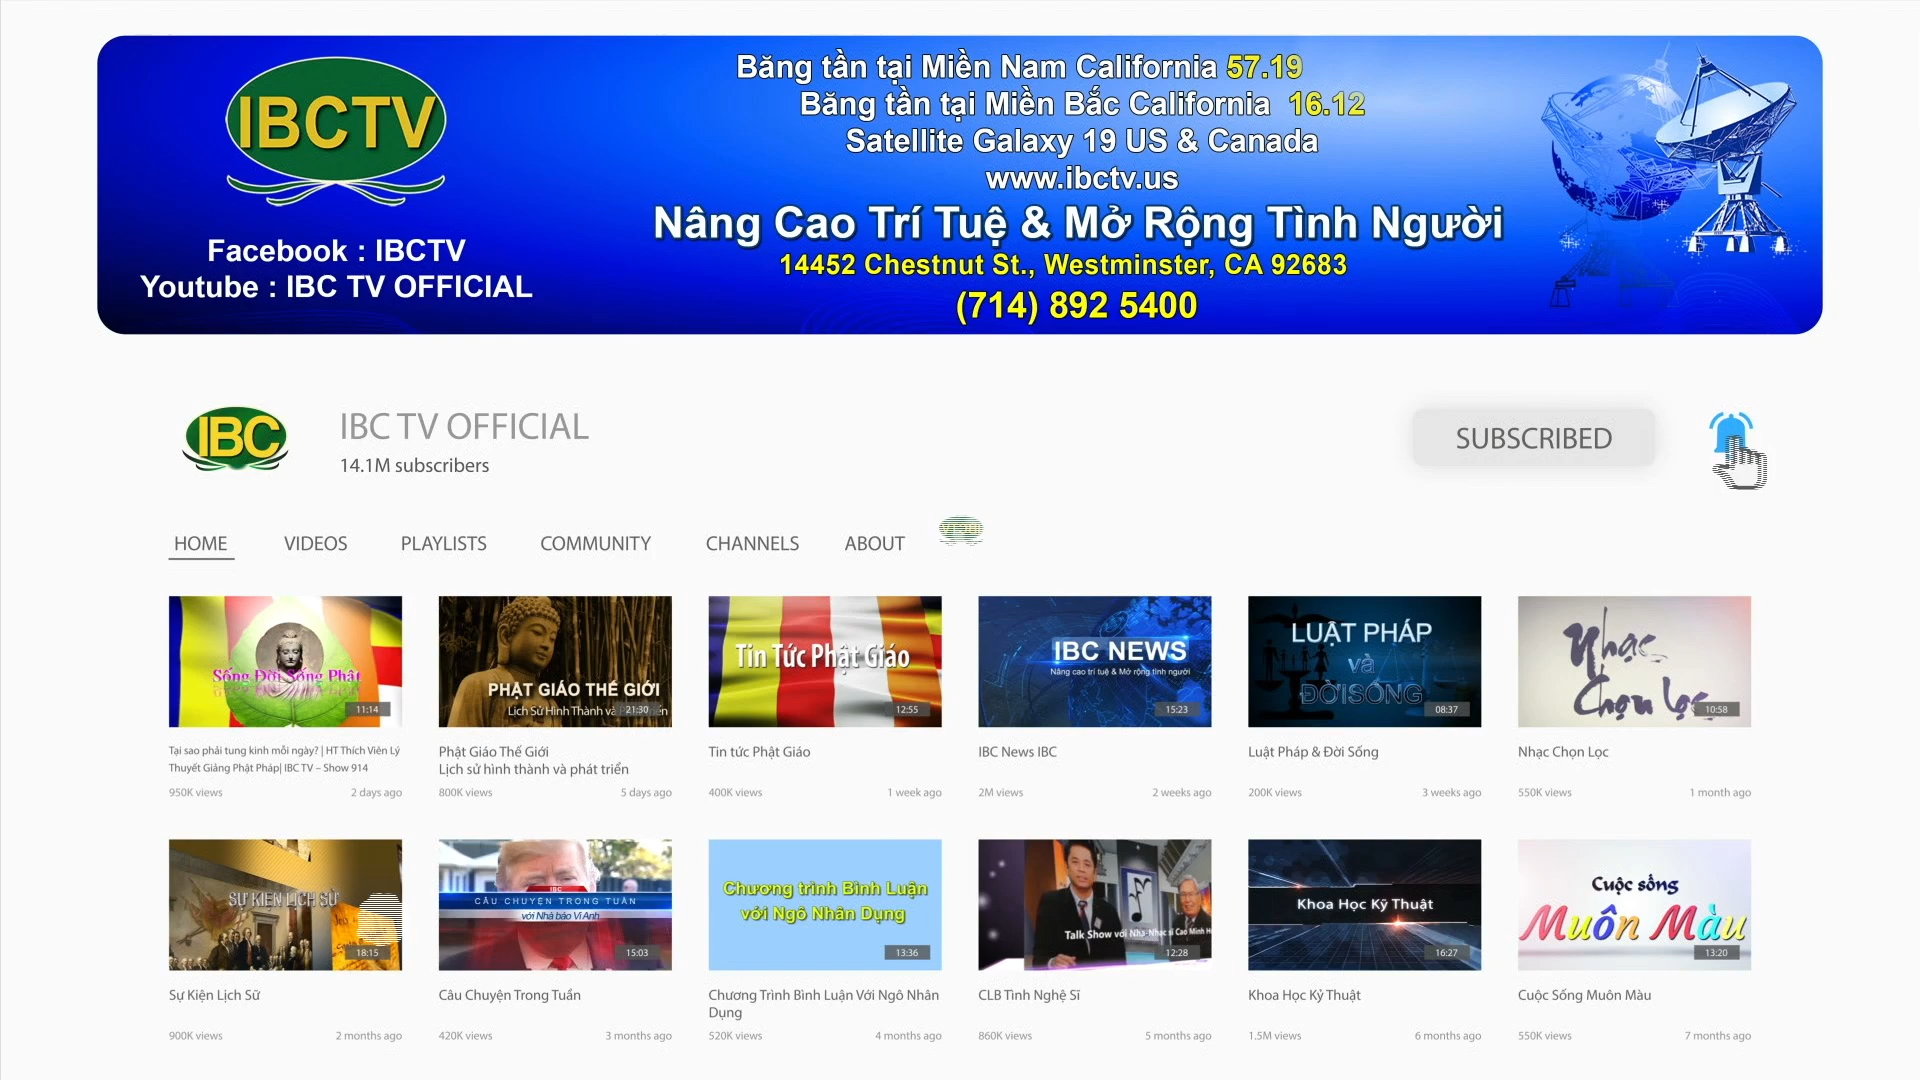 IBCTV
Facebook : IBCTV
Youtube : IBC TV OFFICIAL
Băng tần tại Miền Nam California 57.19
Băng tần tại Miền Bắc California 16.12
Satellite Galaxy 19 US & Canada
www.ibctv.us
Nâng Cao Trí Tuệ & Mở Rộng Tình Người
14452 Chestnut St., Westminster, CA 92683
(714) 892 5400
IBC
IBC TV OFFICIAL
14.1M subscribers
SUBSCRIBED
HOME VIDEOS PLAYLISTS COMMUNITY CHANNELS ABOUT
Sống Đời Sống Phật
11:14
PHẬT GIÁO THẾ GIỚI
Lịch Sử Hình Thành và
21:30
Tin Tức Phật Giáo
12:55
IBC NEWS
Nâng cao trí tuệ & Mở rộng tình người
15:23
LUẬT PHÁP
và
ĐỜI SỐNG
08:37
Nhạc
Chọn lọc
10:58
Tại sao phải tung kinh mỗi ngày? | HT Thích Viên Lý
Thuyết Giảng Phật Pháp| IBC TV – Show 914
950K views 2 days ago
Phật Giáo Thế Giới
Lịch sử hình thành và phát triển
800K views 5 days ago
Tin tức Phật Giáo
400K views 1 week ago
IBC News IBC
2M views 2 weeks ago
Luật Pháp & Đời Sống
200K views 3 weeks ago
Nhạc Chọn Lọc
550K views 1 month ago
SỰ KIỆN LỊCH SỬ
18:15
IBC
CÂU CHUYỆN TRONG TUẦN
với Nhà báo Vi Anh
15:03
Chương trình Bình Luận
với Ngô Nhân Dụng
13:36
Talk Show với Nhà Nhạc sĩ Cao Minh
12:28
Khoa Học Kỹ Thuật
16:27
Cuộc sống
Muôn Màu
13:20
Sự Kiện Lịch Sử
900K views 2 months ago
Câu Chuyện Trong Tuần
420K views 3 months ago
Chương Trình Bình Luận Với Ngô Nhân
Dụng
520K views 4 months ago
CLB Tình Nghệ Sĩ
860K views 5 months ago
Khoa Học Kỷ Thuật
1.5M views 6 months ago
Cuộc Sống Muôn Màu
550K views 7 months ago